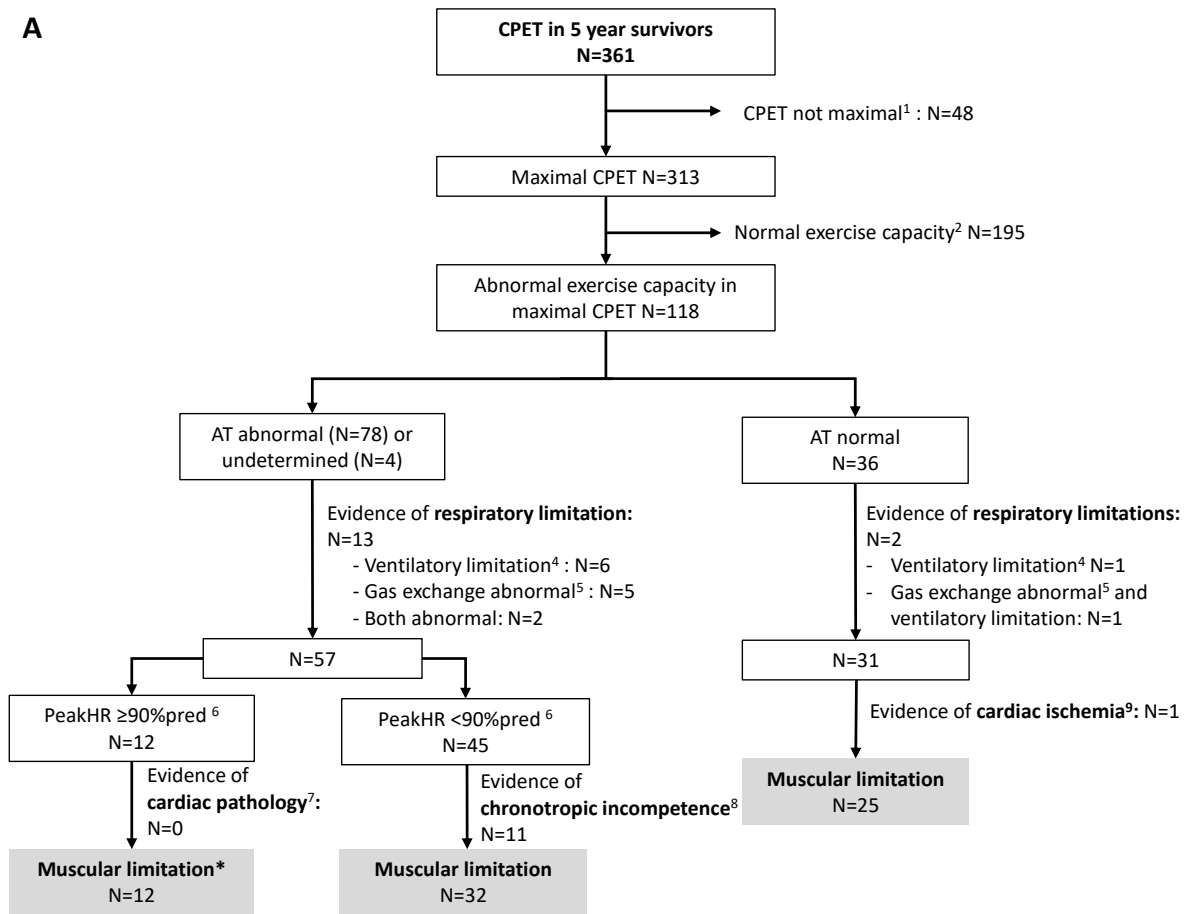 A
CPET in 5 year survivors
N=361
CPET not maximal¹ : N=48
Maximal CPET N=313
Normal exercise capacity² N=195
Abnormal exercise capacity in
maximal CPET N=118
AT abnormal (N=78) or
undetermined (N=4)
AT normal
N=36
Evidence of respiratory limitation:
N=13
- Ventilatory limitation⁴ : N=6
- Gas exchange abnormal⁵ : N=5
- Both abnormal: N=2
Evidence of respiratory limitations:
N=2
- Ventilatory limitation⁴ N=1
- Gas exchange abnormal⁵ and
ventilatory limitation: N=1
N=57
N=31
PeakHR ≥90%pred ⁶
N=12
PeakHR <90%pred ⁶
N=45
Evidence of cardiac ischemia⁹: N=1
Evidence of
cardiac pathology⁷:
N=0
Evidence of
chronotropic incompetence⁸
N=11
Muscular limitation
N=25
Muscular limitation*
N=12
Muscular limitation
N=32